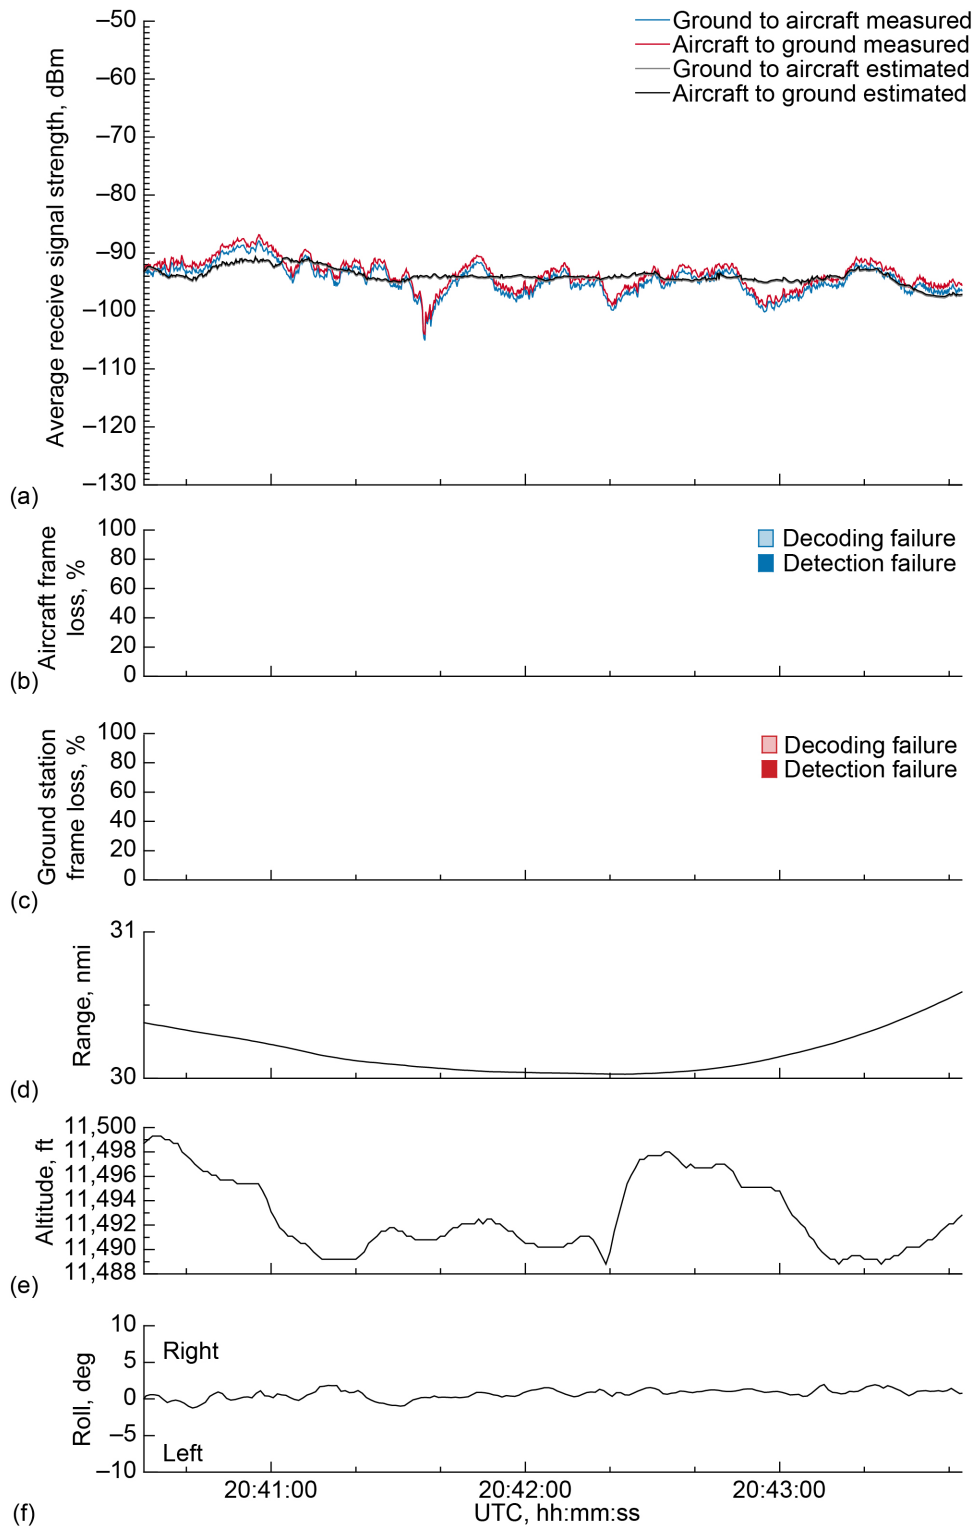 –50
–60
–70
–80
–90
–100
–110
–120
–130
Average receive signal strength, dBm
Ground to aircraft measured
Aircraft to ground measured
Ground to aircraft estimated
Aircraft to ground estimated
(a)
100
80
60
40
20
0
Aircraft frame
loss, %
Decoding failure
Detection failure
(b)
100
80
60
40
20
0
Ground station
frame loss, %
Decoding failure
Detection failure
(c)
31
30
Range, nmi
(d)
11,500
11,498
11,496
11,494
11,492
11,490
11,488
Altitude, ft
(e)
10
5
0
–5
–10
Roll, deg
Right
Left
20:41:00
20:42:00
20:43:00
UTC, hh:mm:ss
(f)